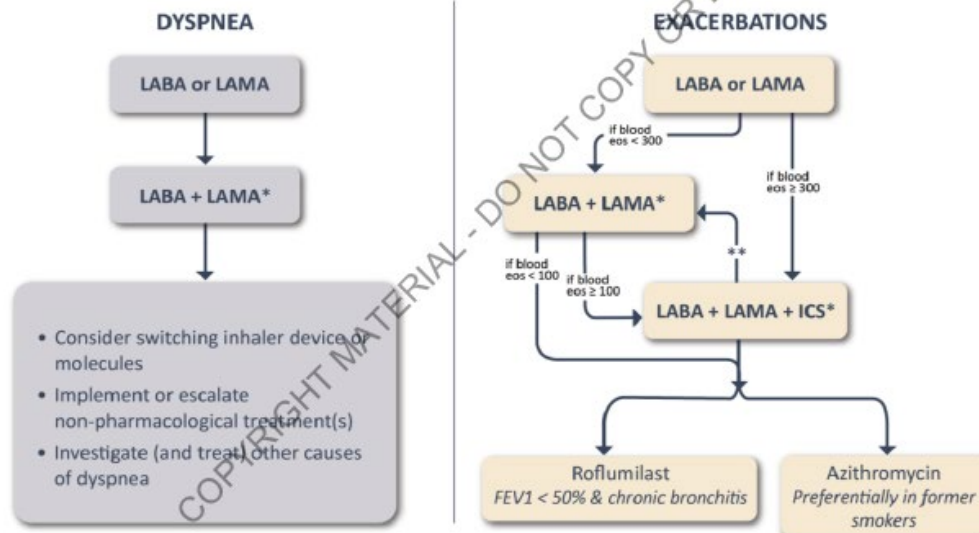 DYSPNEA
LABA or LAMA
LABA + LAMA*
• Consider switching inhaler device or
molecules
• Implement or escalate
non-pharmacological treatment(s)
• Investigate (and treat) other causes
of dyspnea
EXACERBATIONS
LABA or LAMA
if blood
eos < 300
if blood
eos ≥ 300
LABA + LAMA*
**
if blood
eos < 100
if blood
eos ≥ 100
LABA + LAMA + ICS*
Roflumilast
FEV1 < 50% & chronic bronchitis
Azithromycin
Preferentially in former
smokers
COPYRIGHT MATERIAL - DO NOT COPY OR